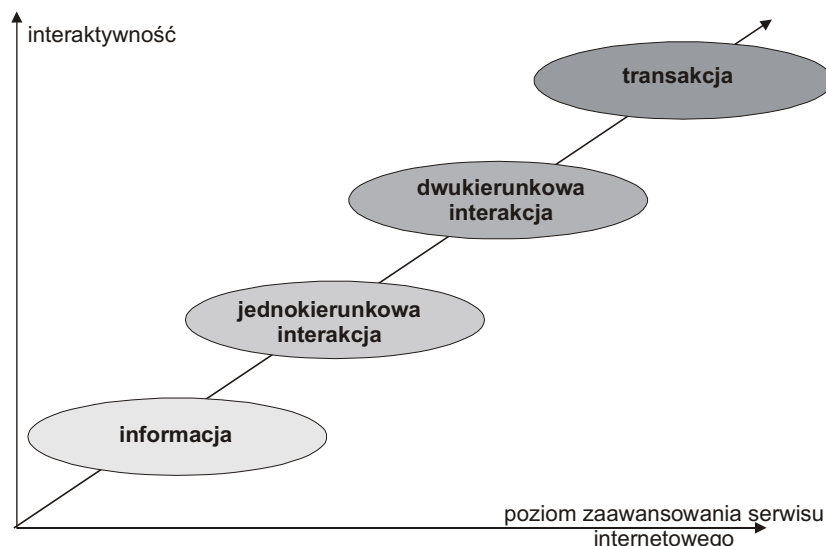 interaktywność
transakcja
dwukierunkowa
interakcja
jednokierunkowa
interakcja
informacja
poziom zaawansowania serwisu
internetowego